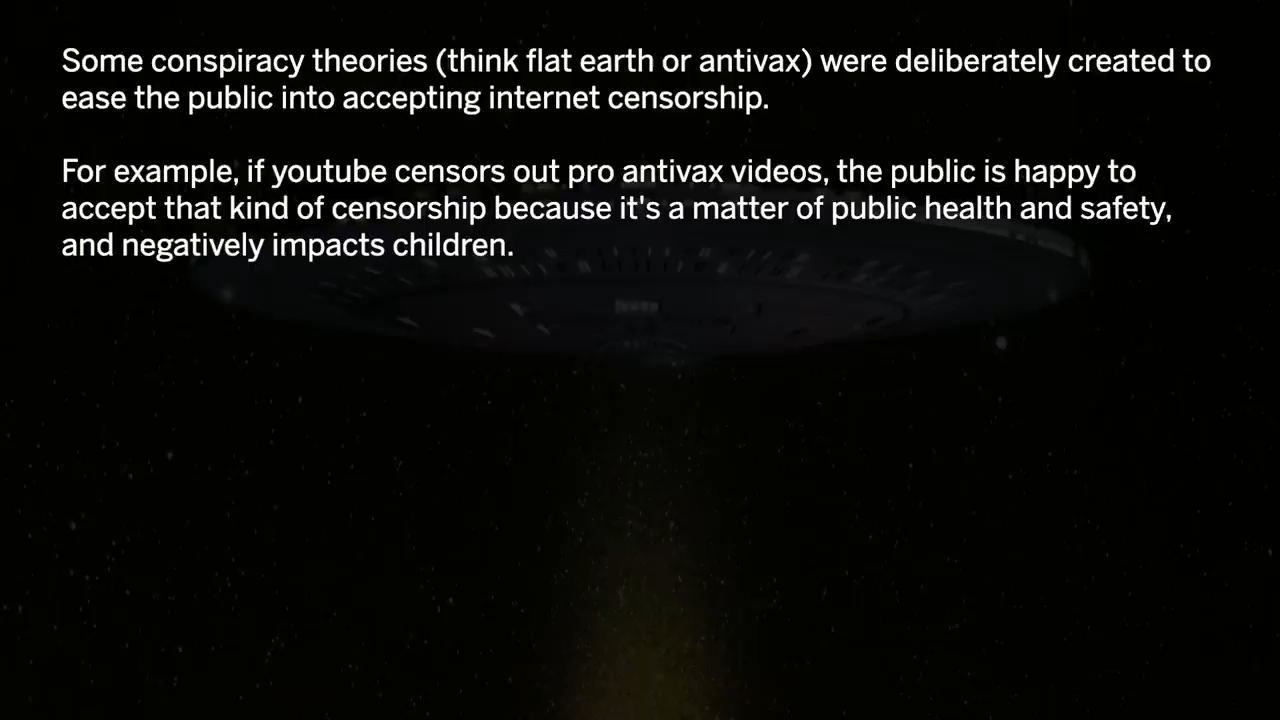 Some conspiracy theories (think flat earth or antivax) were deliberately created to
ease the public into accepting internet censorship.
For example, if youtube censors out pro antivax videos, the public is happy to
accept that kind of censorship because it's a matter of public health and safety,
and negatively impacts children.